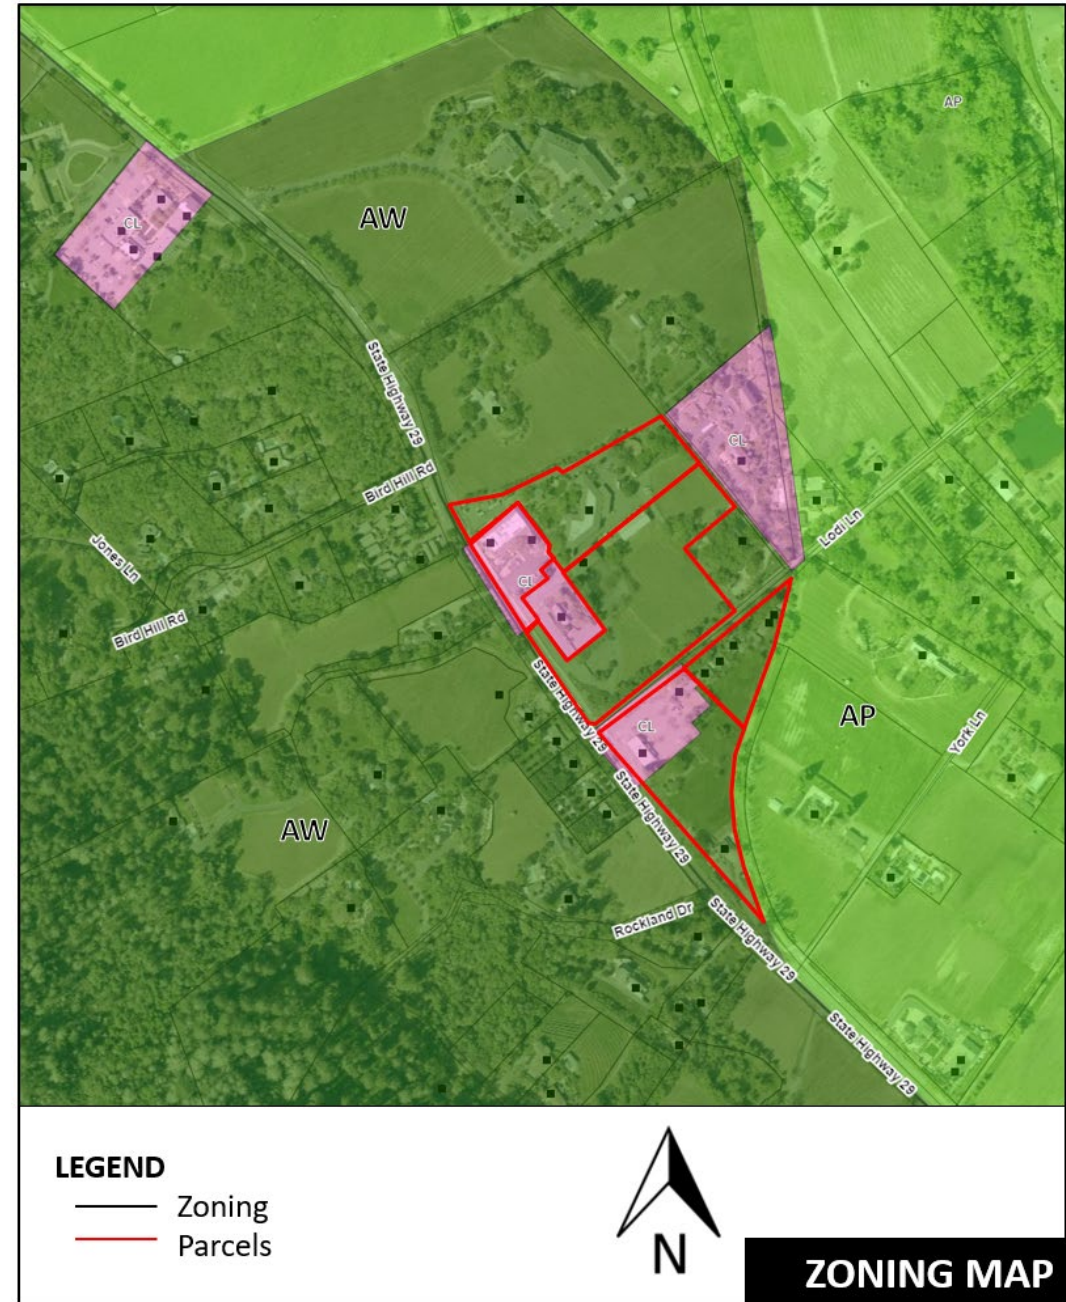 AP
AW
CL
State Highway 29
CL
Bird Hill Rd
Lodi Ln
Jones Ln
CL
Bird Hill Rd
State Highway 29
CL
AP
York Ln
State Highway 29
AW
Rockland Dr
State Highway 29
State Highway 29
LEGEND
Zoning
Parcels
N
ZONING MAP